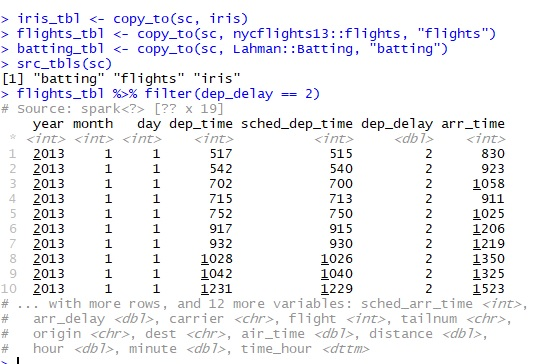 > iris_tbl <- copy_to(sc, iris)
> flights_tbl <- copy_to(sc, nycflights13::flights, "flights")
> batting_tbl <- copy_to(sc, Lahman::Batting, "batting")
> src_tbls(sc)
[1] "batting" "flights" "iris"
> flights_tbl %>% filter(dep_delay == 2)
# Source: spark<?> [?? x 19]
year month day dep_time sched_dep_time dep_delay arr_time
* <int> <int> <int> <int> <int> <dbl> <int>
1 2013 1 1 517 515 2 830
2 2013 1 1 542 540 2 923
3 2013 1 1 702 700 2 1058
4 2013 1 1 715 713 2 911
5 2013 1 1 752 750 2 1025
6 2013 1 1 917 915 2 1206
7 2013 1 1 932 930 2 1219
8 2013 1 1 1028 1026 2 1350
9 2013 1 1 1042 1040 2 1325
10 2013 1 1 1231 1229 2 1523
# ... with more rows, and 12 more variables: sched_arr_time <int>,
# arr_delay <dbl>, carrier <chr>, flight <int>, tailnum <chr>,
# origin <chr>, dest <chr>, air_time <dbl>, distance <dbl>,
# hour <dbl>, minute <dbl>, time_hour <dttm>
>